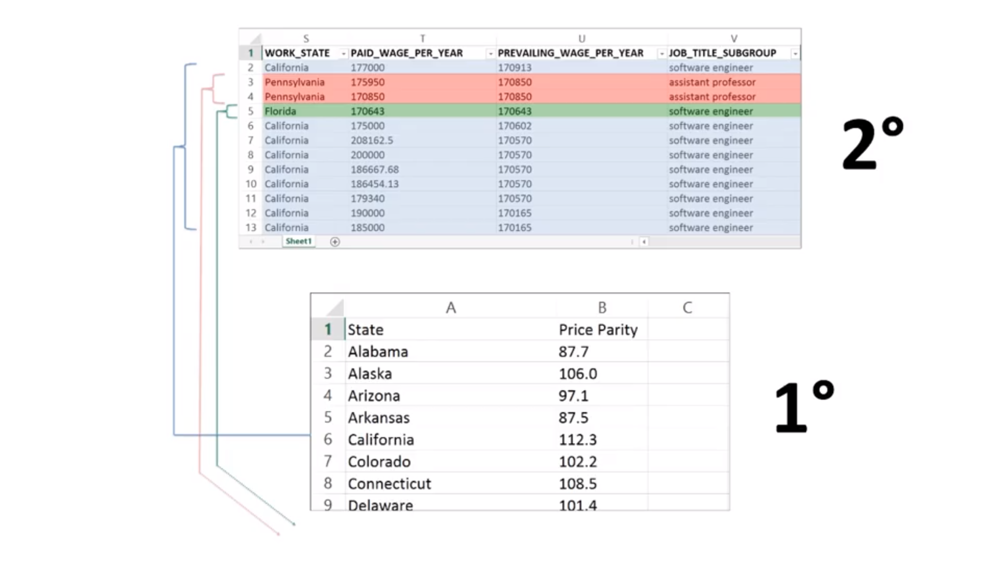 S T U V
1 WORK_STATE PAID_WAGE_PER_YEAR PREVAILING_WAGE_PER_YEAR JOB_TITLE_SUBGROUP
2 California 177000 170913 software engineer
3 Pennsylvania 175950 170850 assistant professor
4 Pennsylvania 170850 170850 assistant professor
5 Florida 170643 170643 software engineer
6 California 175000 170602 software engineer
7 California 208162.5 170570 software engineer
8 California 200000 170570 software engineer
9 California 186667.68 170570 software engineer
10 California 186454.13 170570 software engineer
11 California 179340 170570 software engineer
12 California 190000 170165 software engineer
13 California 185000 170165 software engineer
Sheet1
2°
A B C
1 State Price Parity
2 Alabama 87.7
3 Alaska 106.0
4 Arizona 97.1
5 Arkansas 87.5
6 California 112.3
7 Colorado 102.2
8 Connecticut 108.5
9 Delaware 101.4
1°